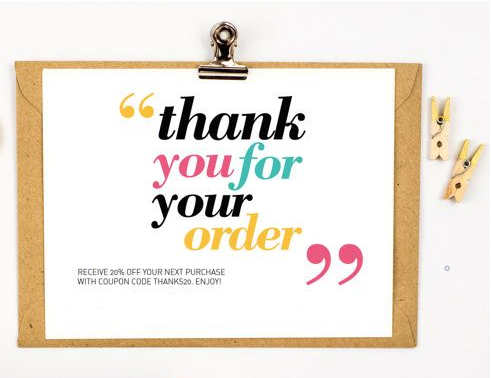 “thank
you for
your
order”
RECEIVE 20% OFF YOUR NEXT PURCHASE
WITH COUPON CODE THANKS20. ENJOY!